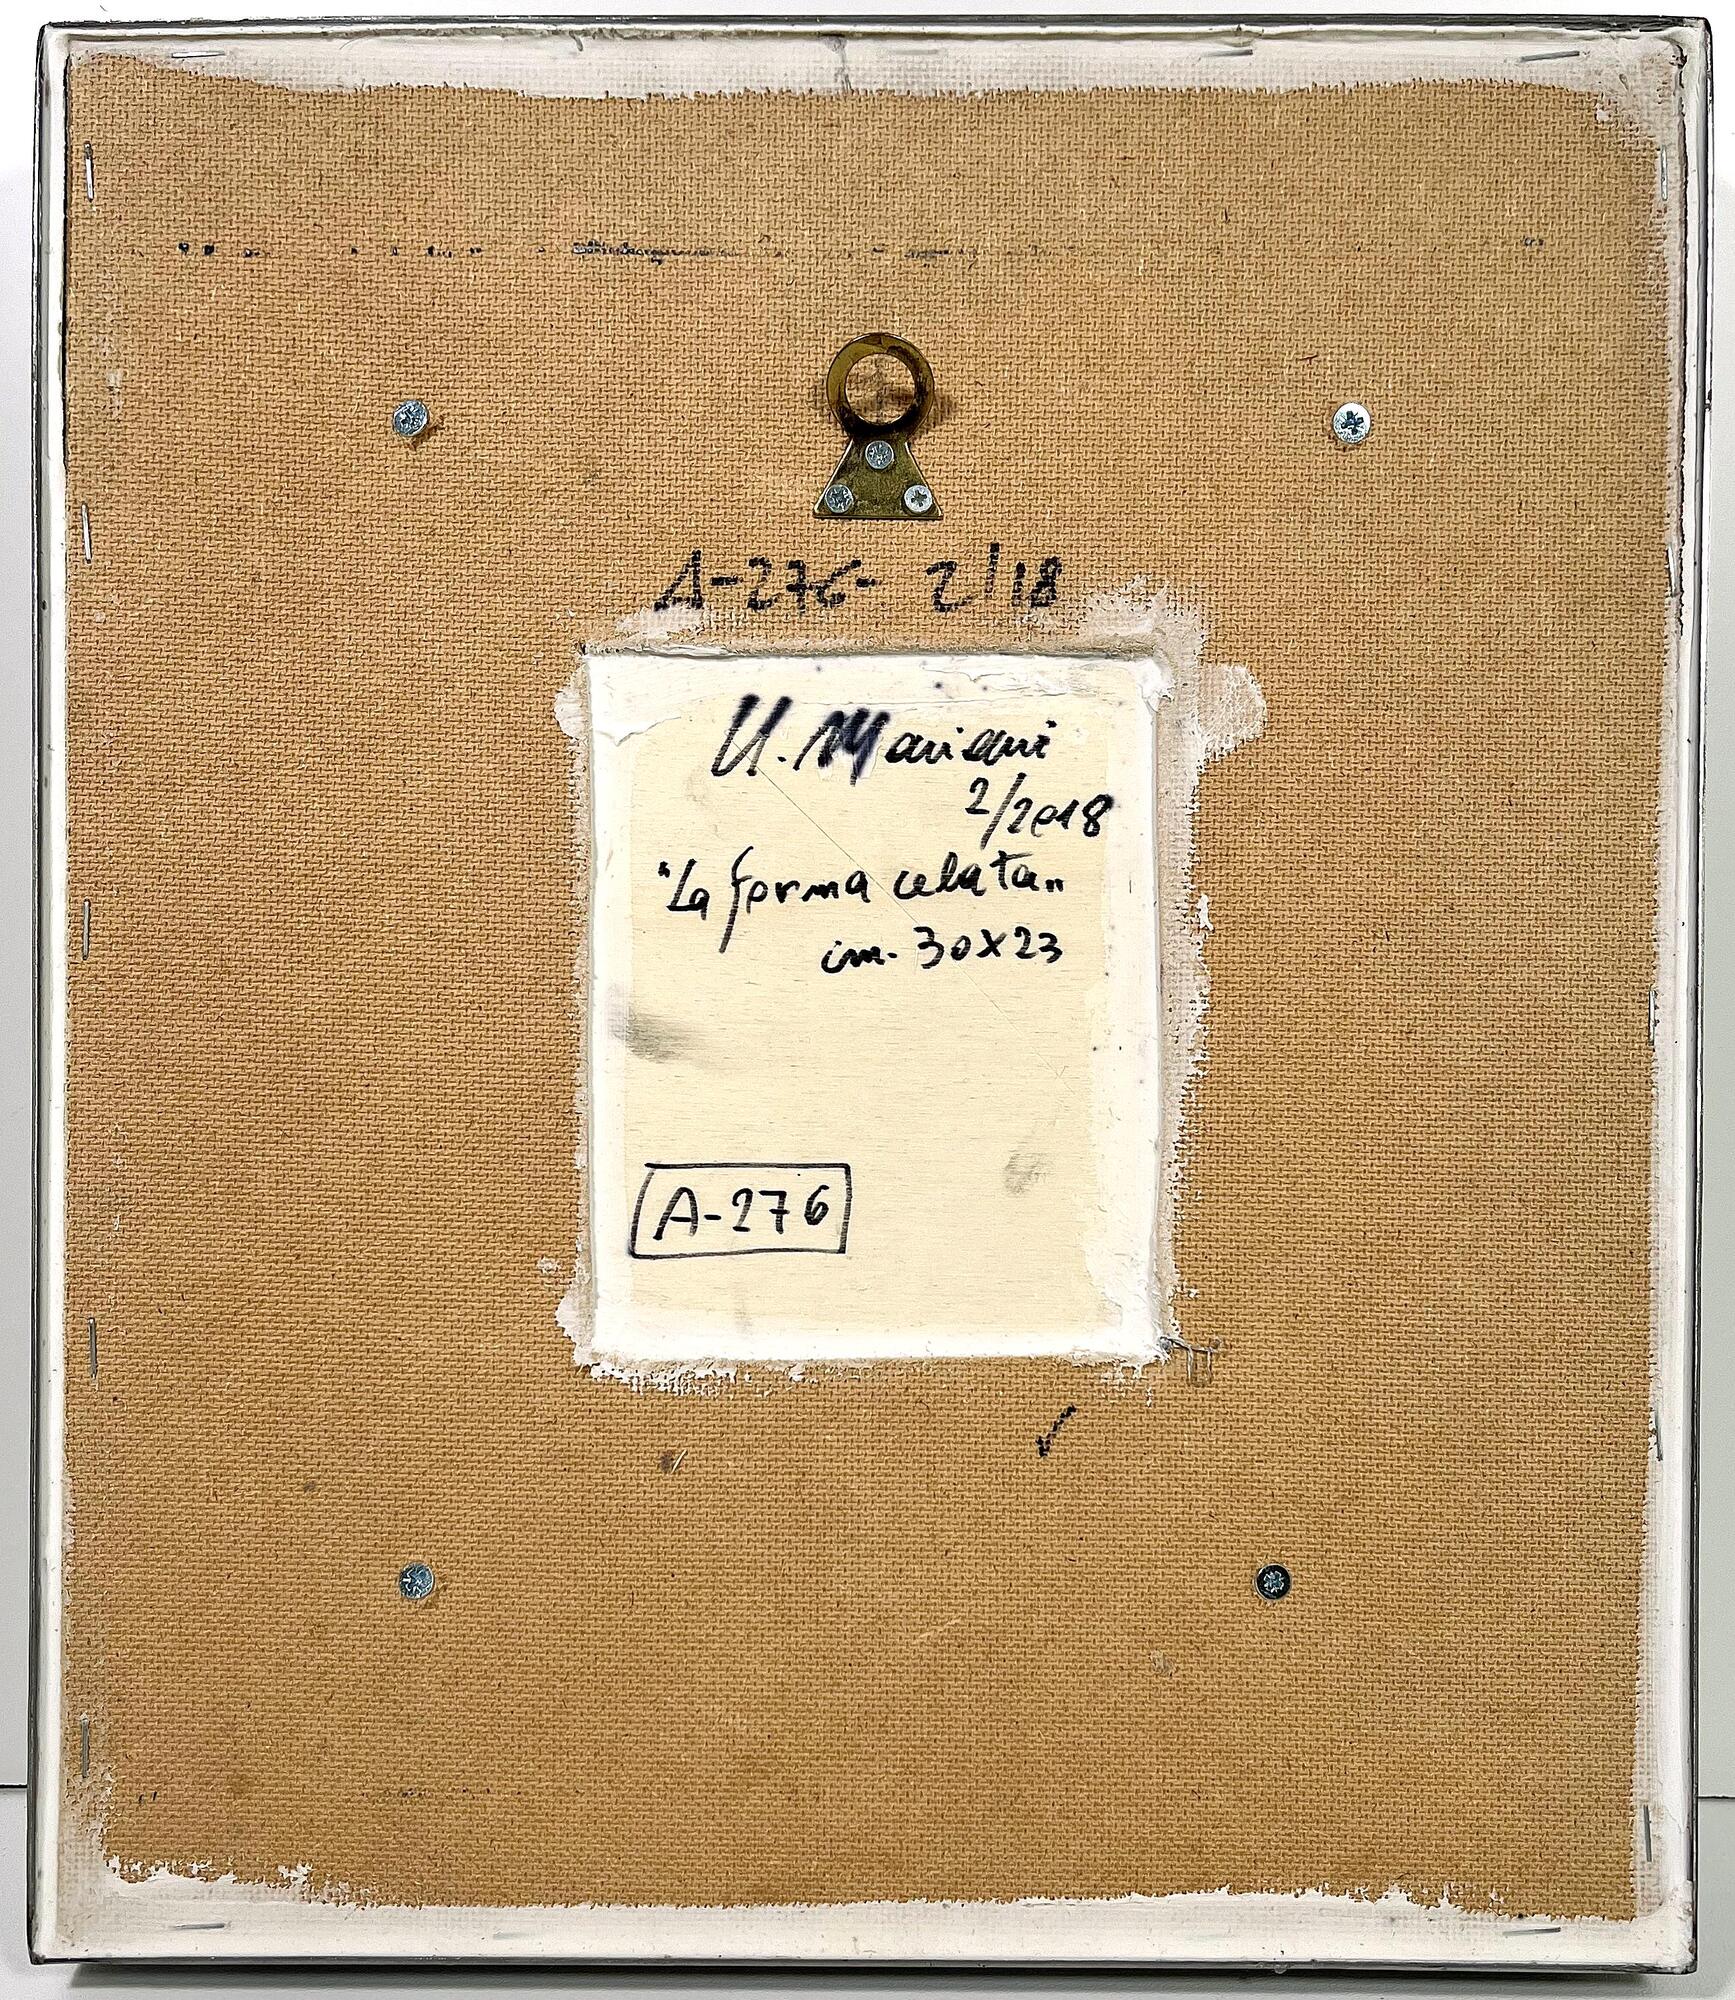 A-276- 2/18
U. Mariani
2/2018
"La forma celata"
cm. 30x23
A-276